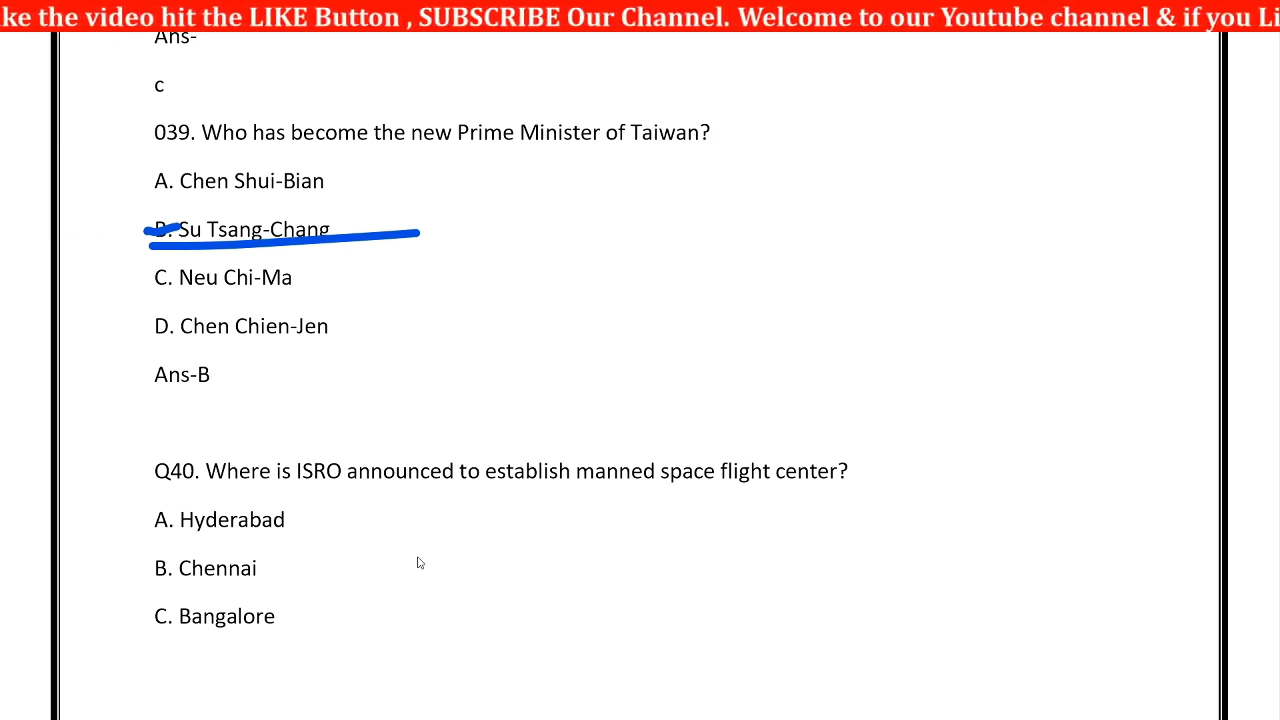 ke the video hit the LIKE Button , SUBSCRIBE Our Channel. Welcome to our Youtube channel & if you Li
Ans-
c
039. Who has become the new Prime Minister of Taiwan?
A. Chen Shui-Bian
B. Su Tsang-Chang
C. Neu Chi-Ma
D. Chen Chien-Jen
Ans-B
Q40. Where is ISRO announced to establish manned space flight center?
A. Hyderabad
B. Chennai
C. Bangalore